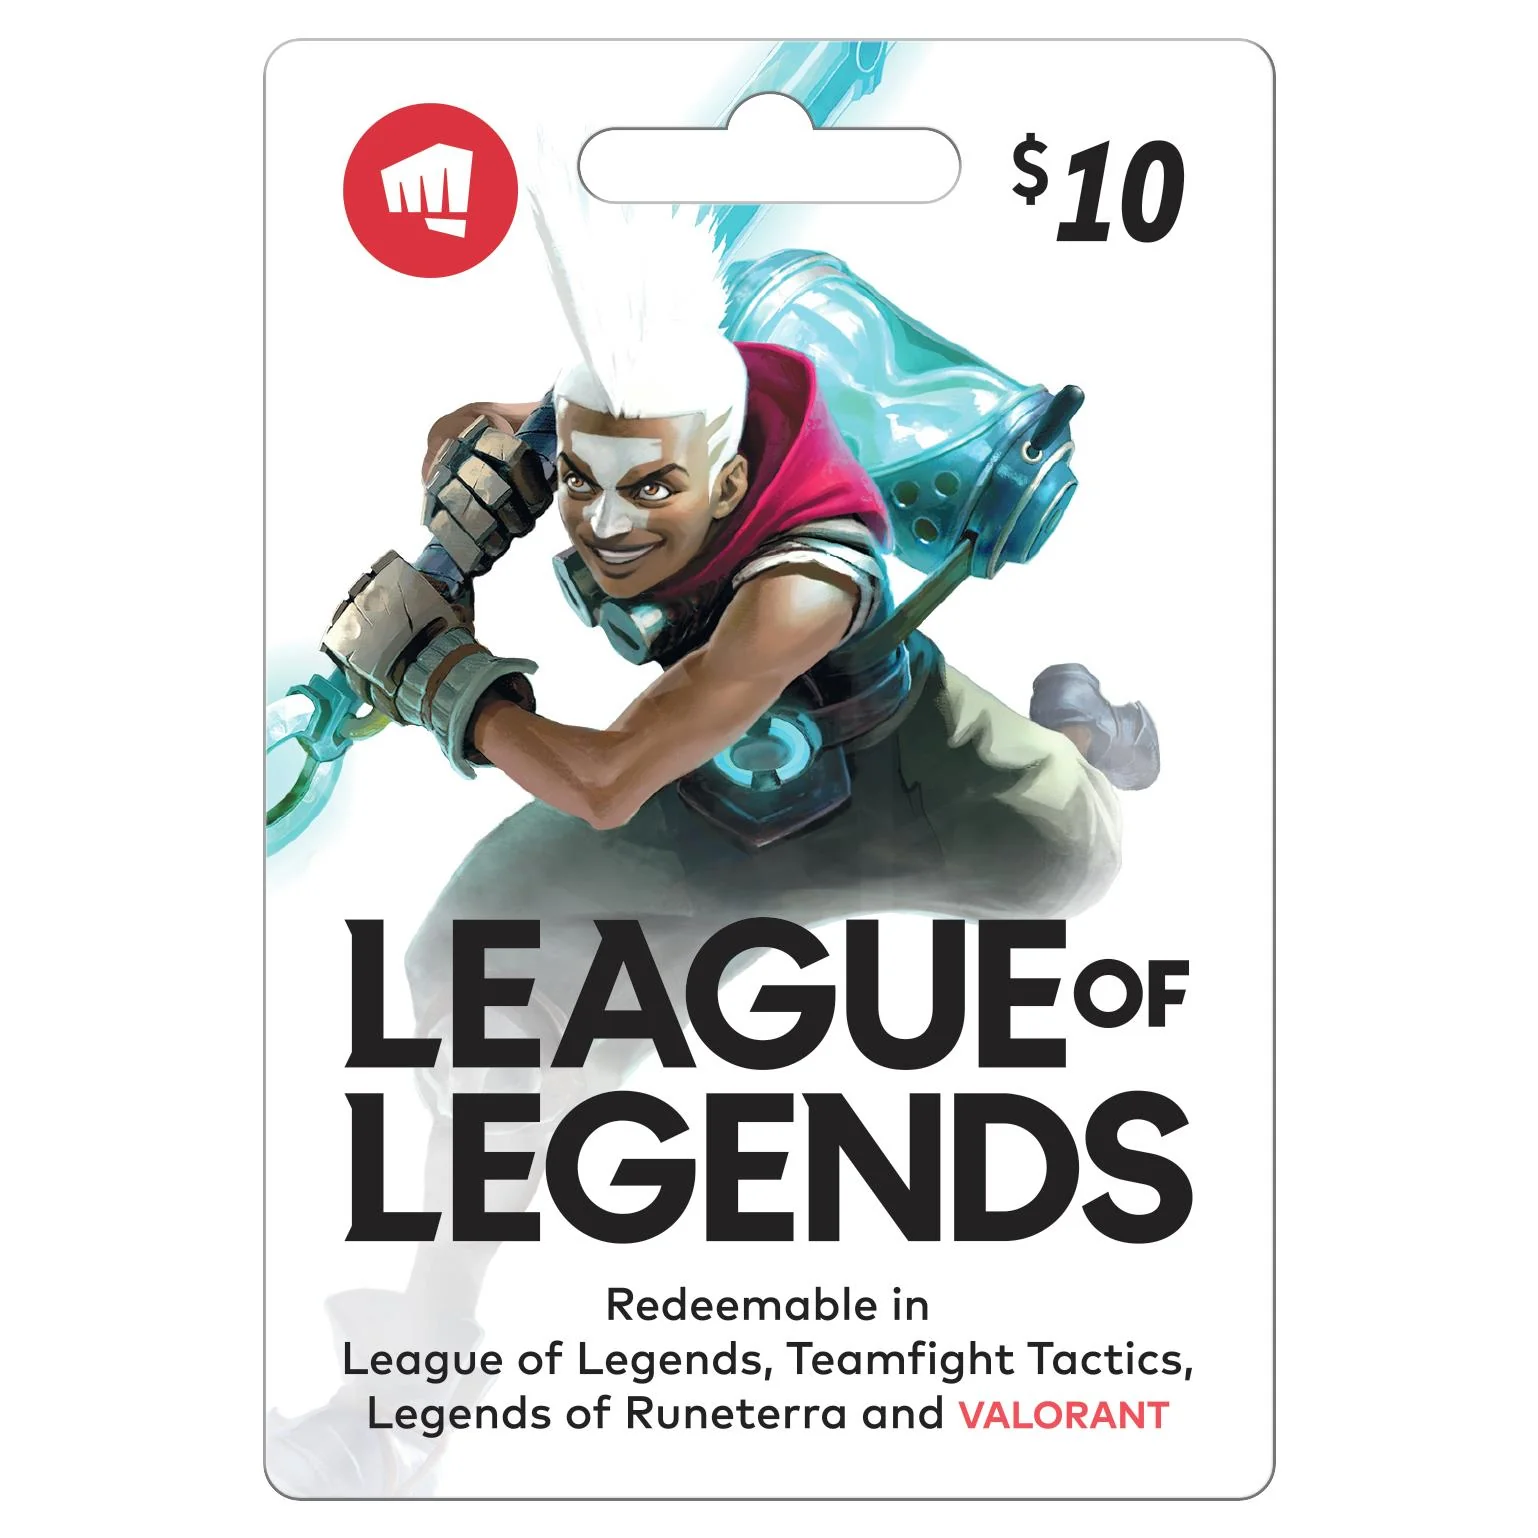 $10
LEAGUE OF
LEGENDS
Redeemable in
League of Legends, Teamfight Tactics,
Legends of Runeterra and VALORANT